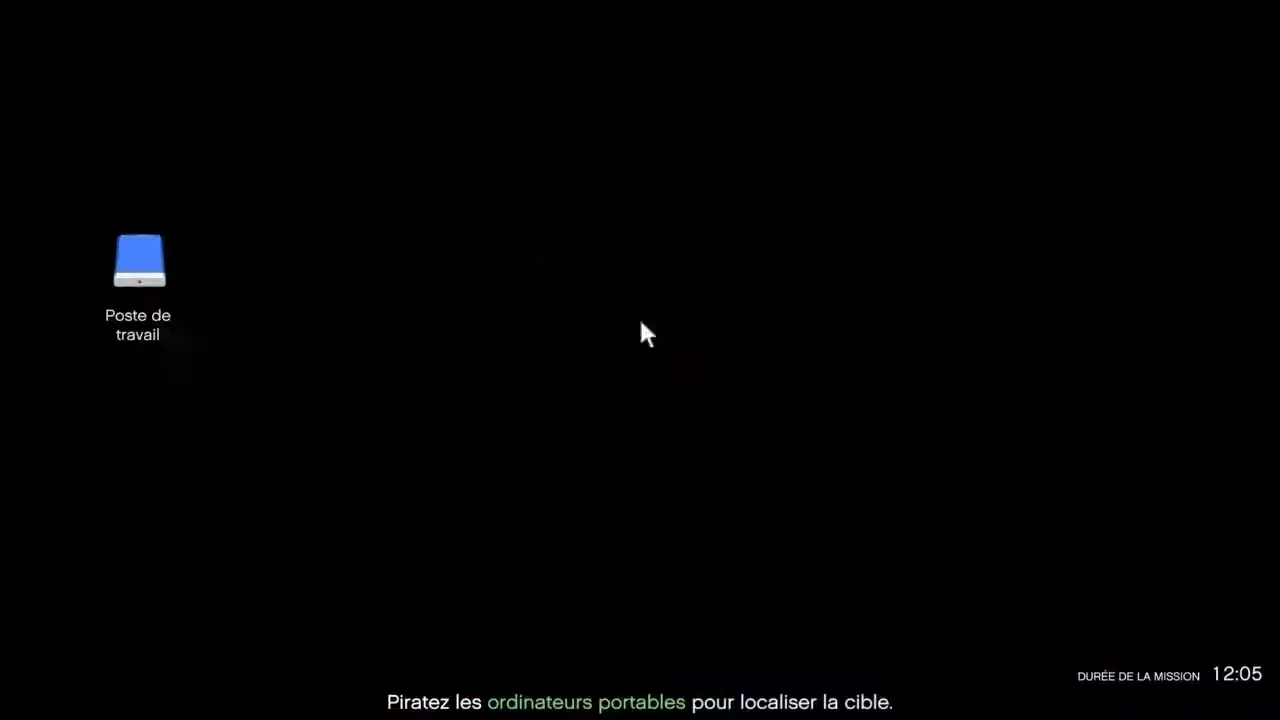 Poste de
travail
DURÉE DE LA MISSION 12:05
Piratez les ordinateurs portables pour localiser la cible.